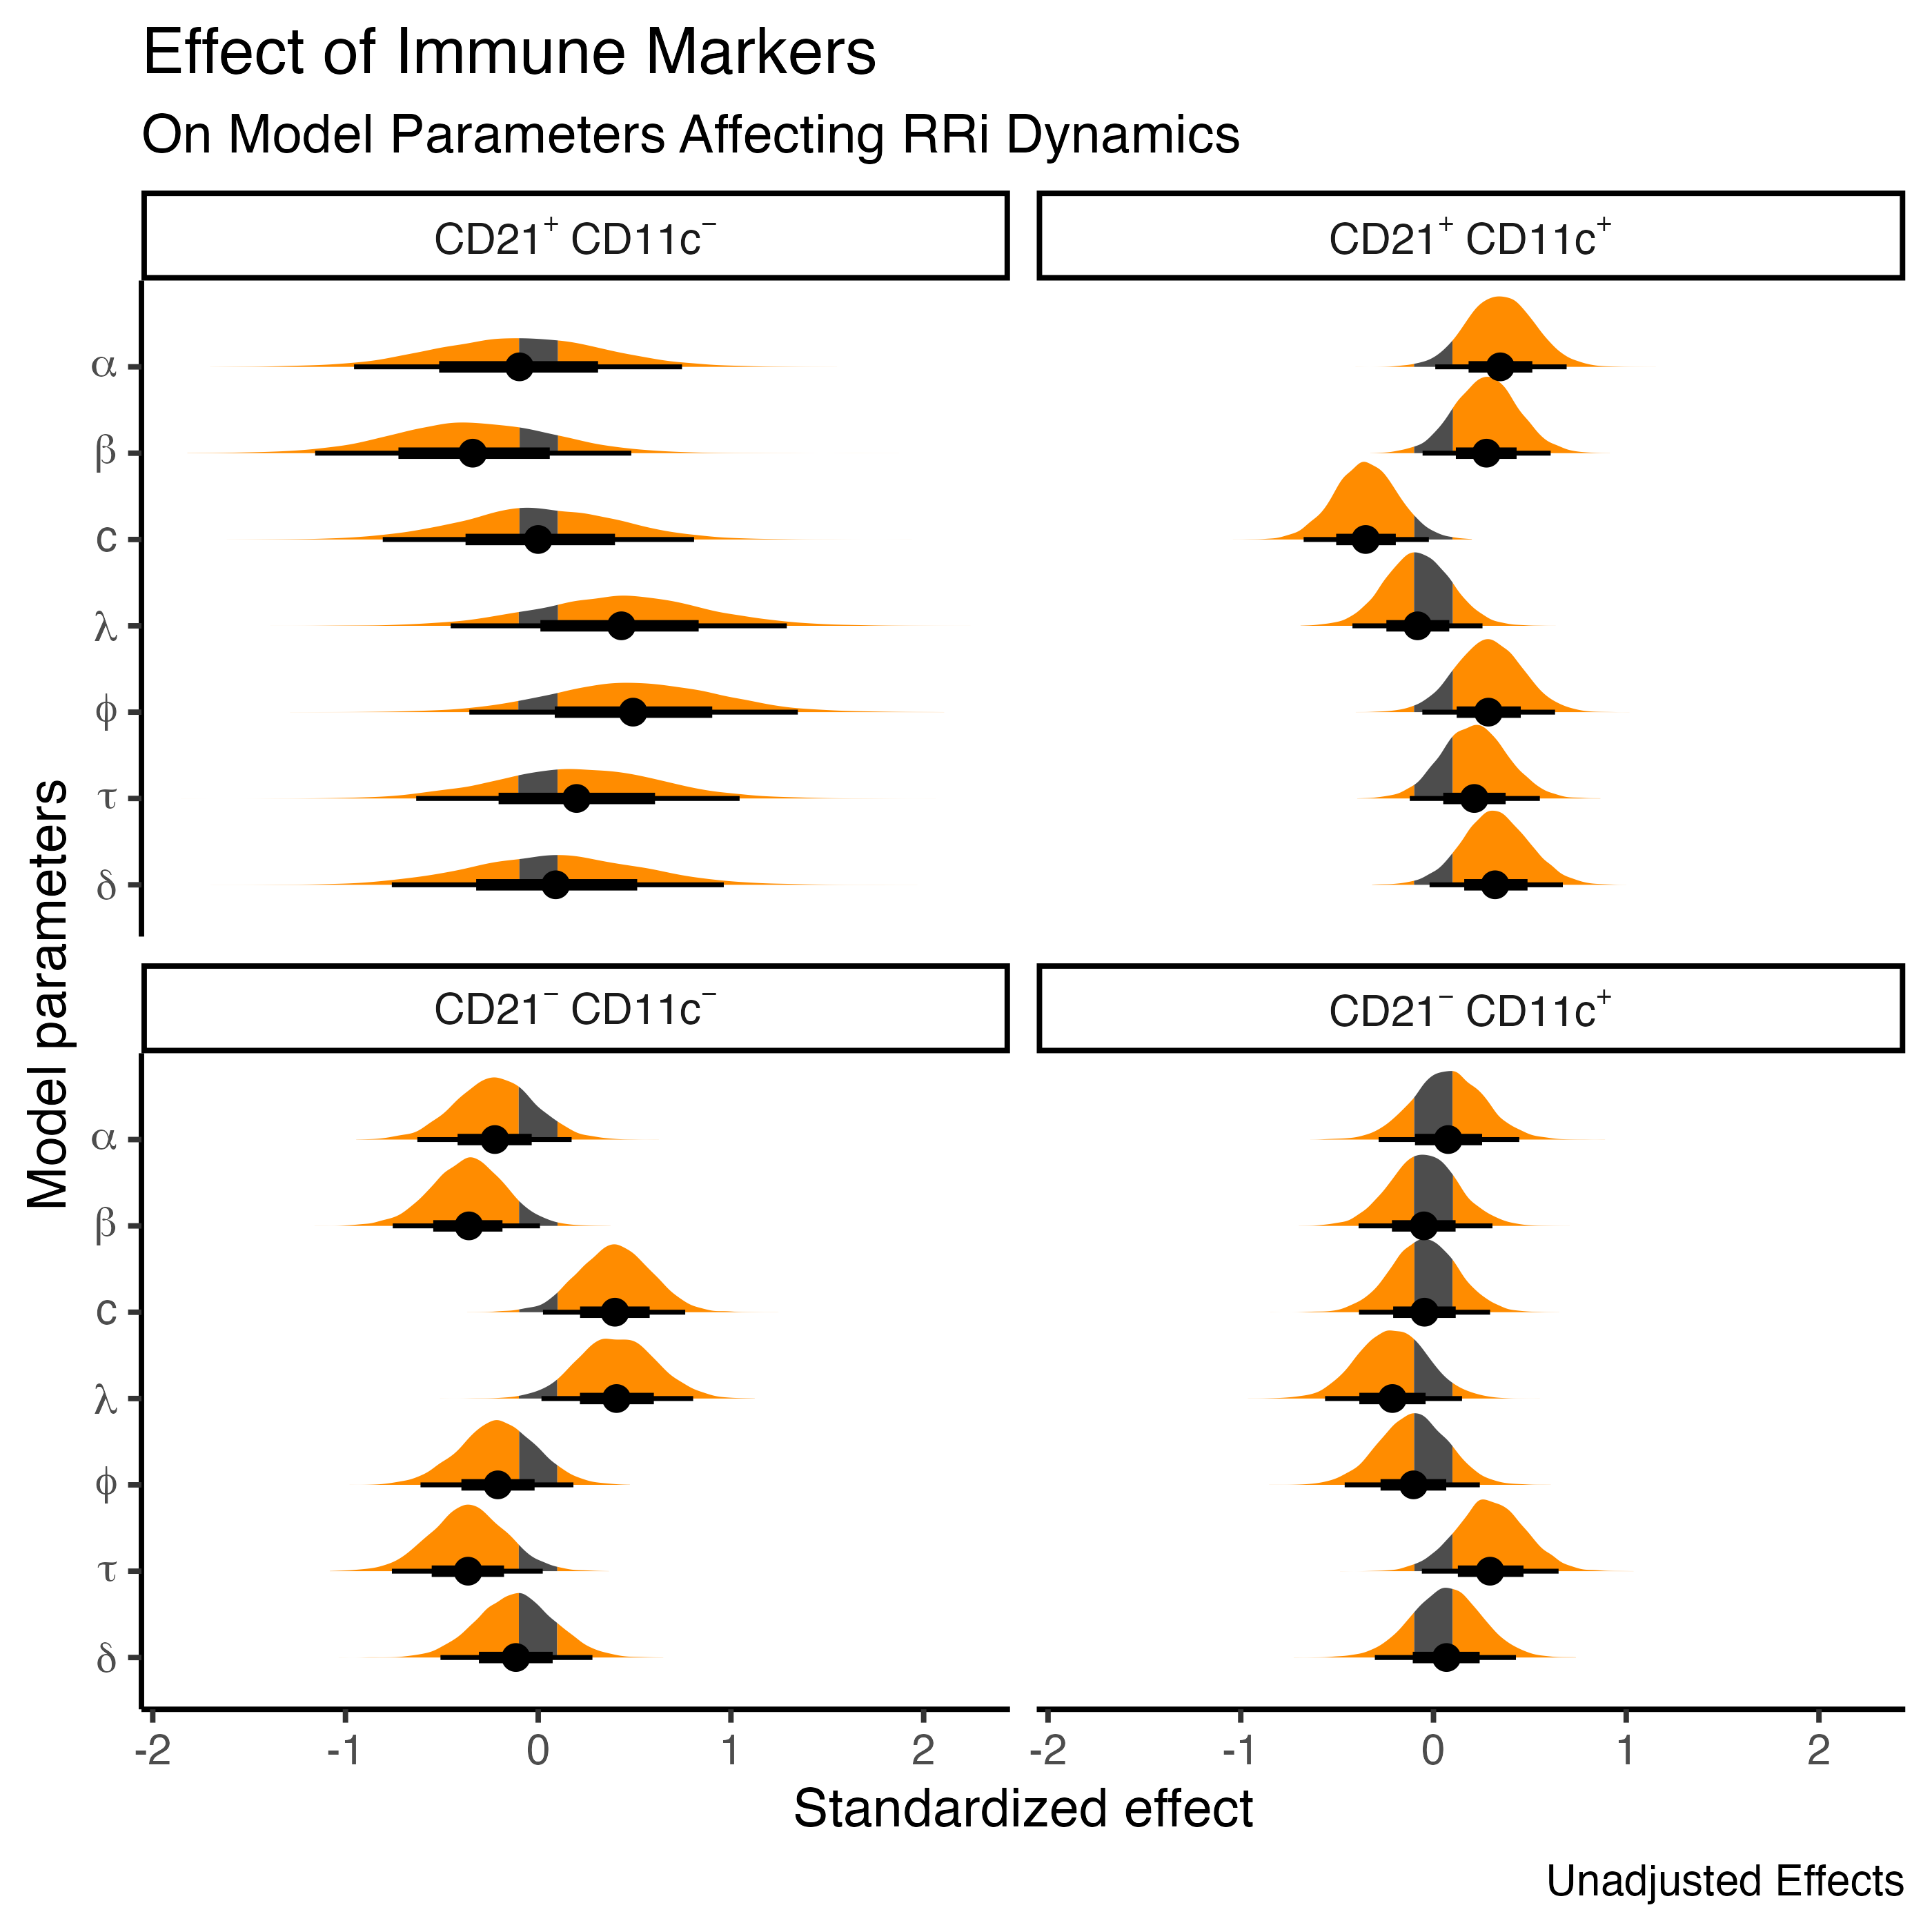 Effect of Immune Markers
On Model Parameters Affecting RRi Dynamics
CD21⁺ CD11c⁻
CD21⁺ CD11c⁺
α
β
c
λ
ϕ
τ
δ
Model parameters
CD21⁻ CD11c⁻
CD21⁻ CD11c⁺
α
β
c
λ
ϕ
τ
δ
-2 -1 0 1 2 -2 -1 0 1 2
Standardized effect
Unadjusted Effects